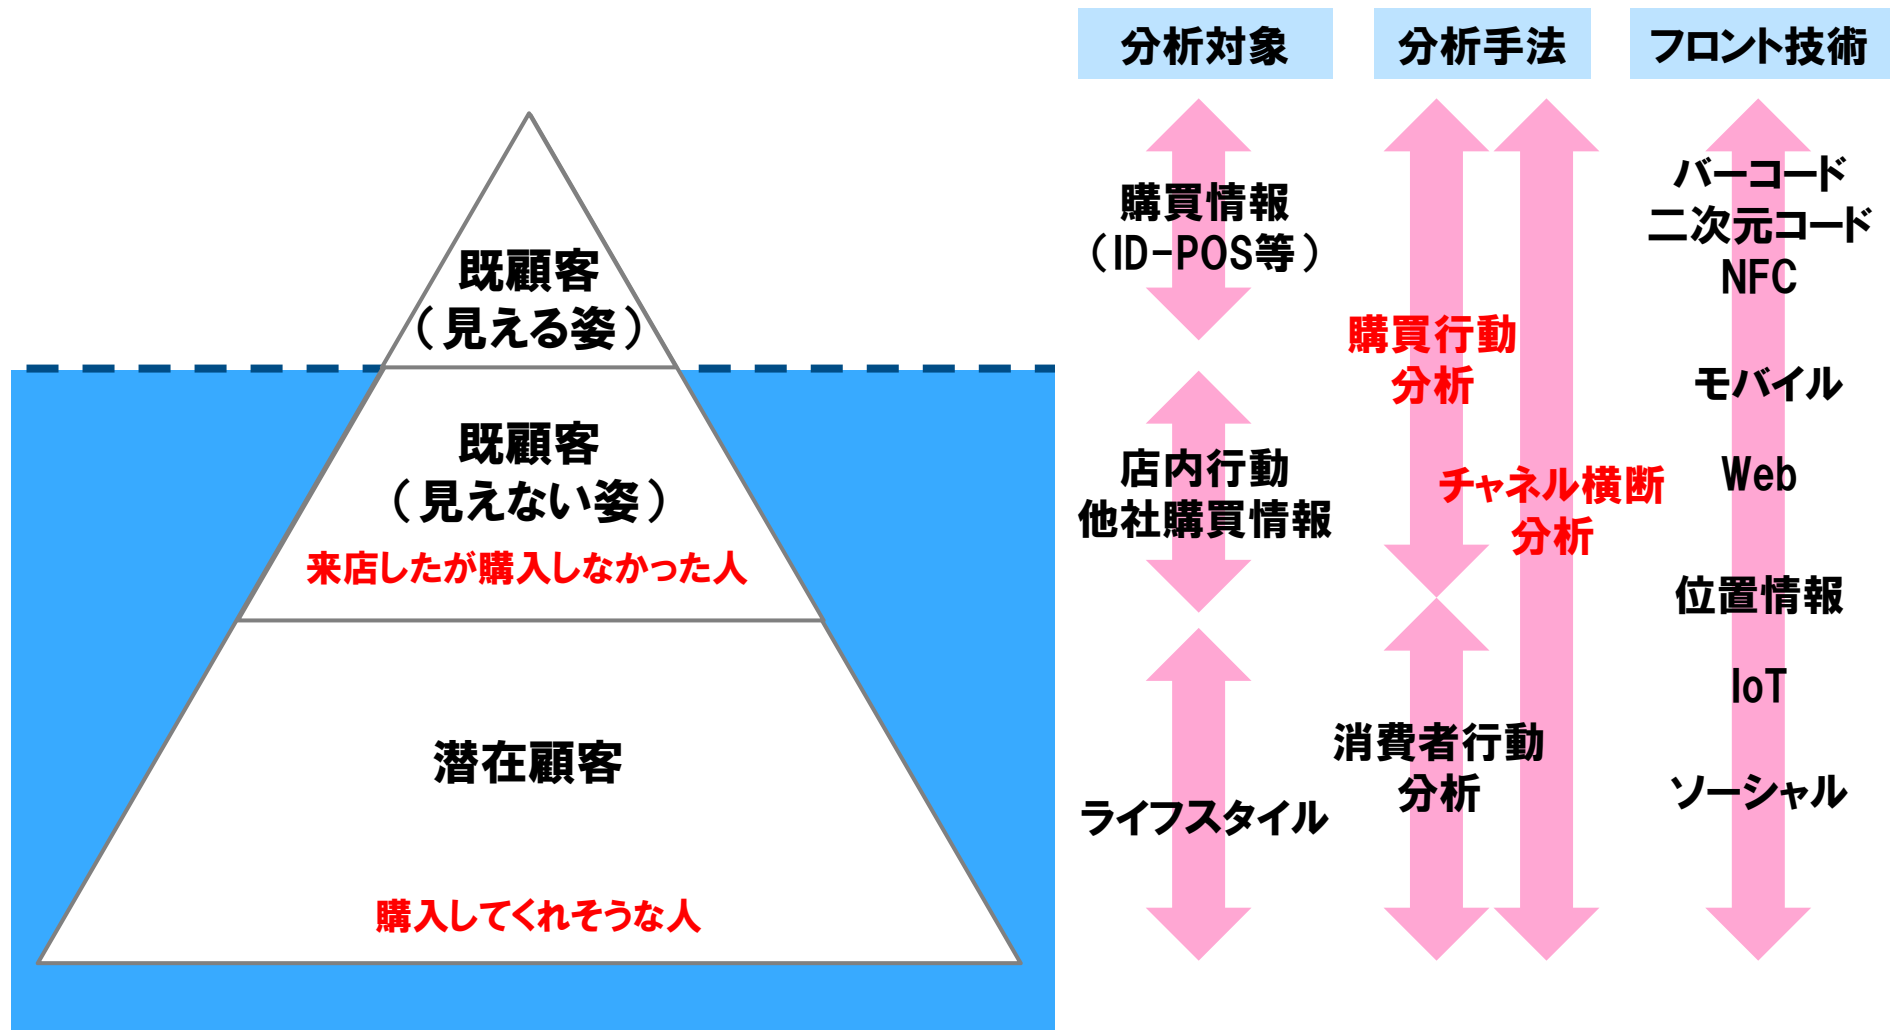 分析対象
分析手法
フロント技術
既顧客
（見える姿）
既顧客
（見えない姿）
来店したが購入しなかった人
潜在顧客
購入してくれそうな人
購買情報
（ID-POS等）
店内行動
他社購買情報
ライフスタイル
購買行動
分析
チャネル横断
分析
消費者行動
分析
バーコード
二次元コード
NFC
モバイル
Web
位置情報
IoT
ソーシャル